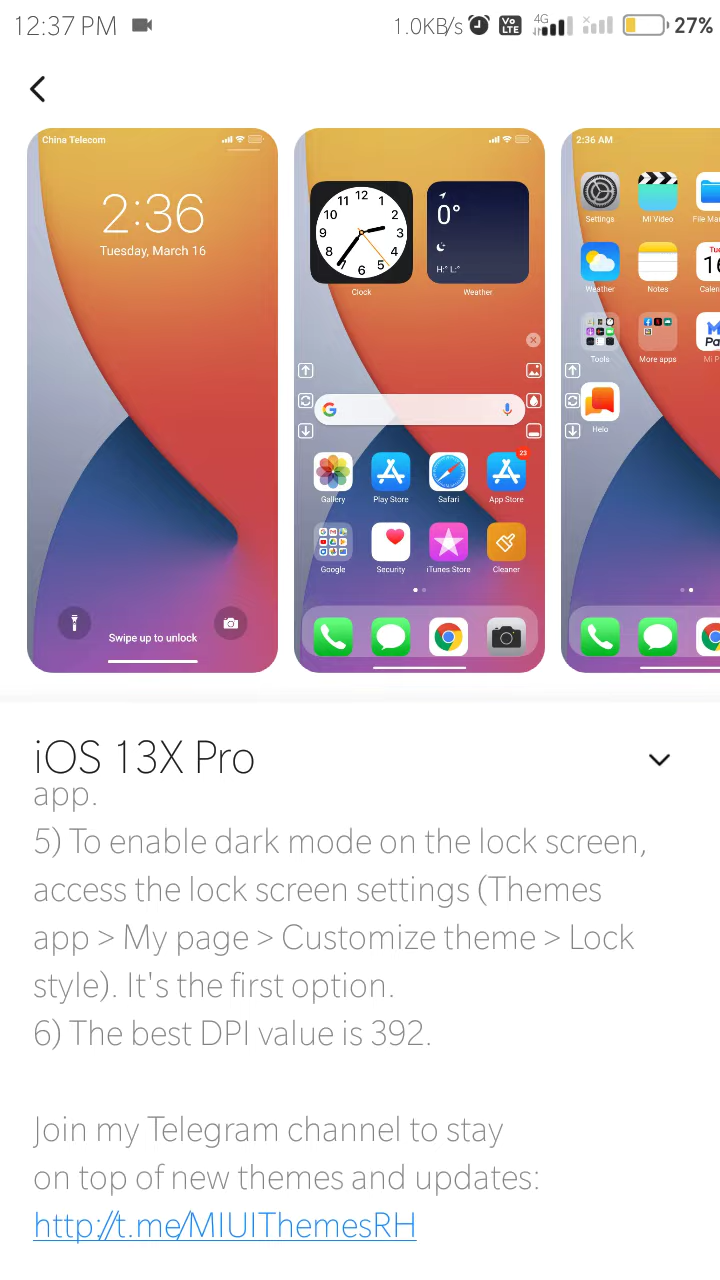 12:37 PM 1.0KB/s Vo LTE 4G 27%
China Telecom
2:36
Tuesday, March 16
Swipe up to unlock
12
11 1
10 2
9 3
8 4
7 5
6
Clock
0°
H:° L:°
Weather
23
Gallery Play Store Safari App Store
Google Security iTunes Store Cleaner
2:36 AM
Settings Mi Video File Ma
Weather Notes Calen
Tools More apps Mi P
Helo
iOS 13X Pro
app.
5) To enable dark mode on the lock screen,
access the lock screen settings (Themes
app > My page > Customize theme > Lock
style). It's the first option.
6) The best DPI value is 392.
Join my Telegram channel to stay
on top of new themes and updates:
http://t.me/MIUIThemesRH